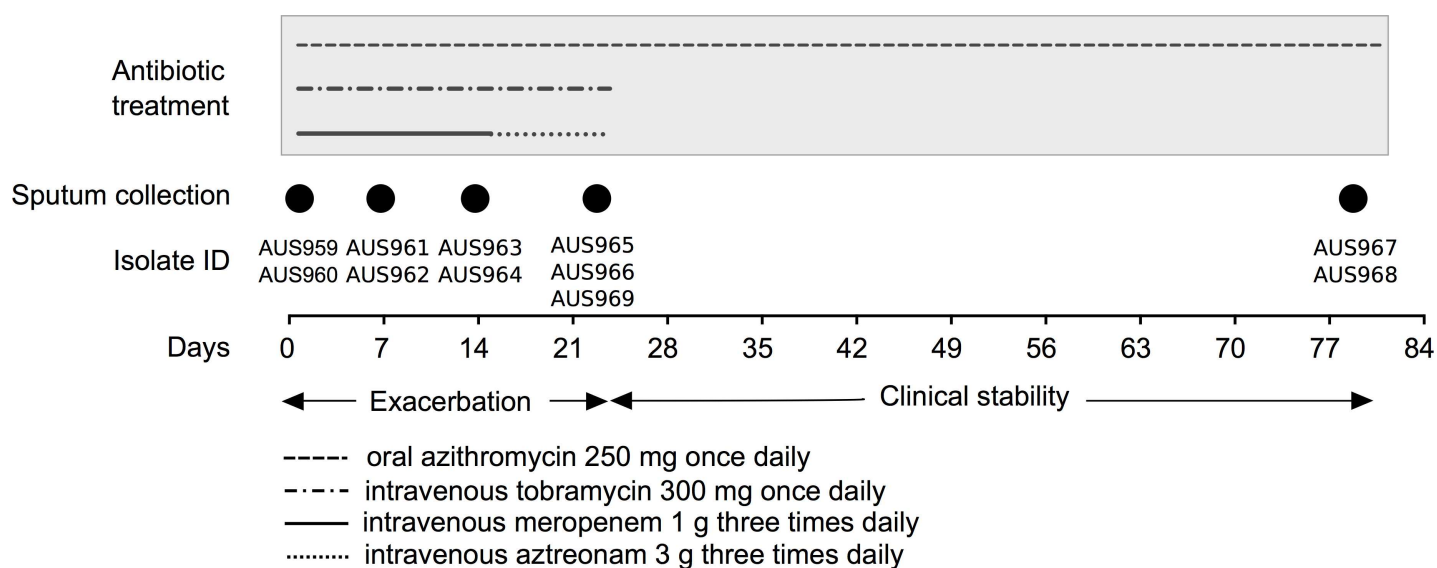 Antibiotic
treatment
Sputum collection
Isolate ID
AUS959 AUS961 AUS963 AUS965 AUS967
AUS960 AUS962 AUS964 AUS966 AUS968
AUS969
Days 0 7 14 21 28 35 42 49 56 63 70 77 84
Exacerbation Clinical stability
oral azithromycin 250 mg once daily
intravenous tobramycin 300 mg once daily
intravenous meropenem 1 g three times daily
intravenous aztreonam 3 g three times daily